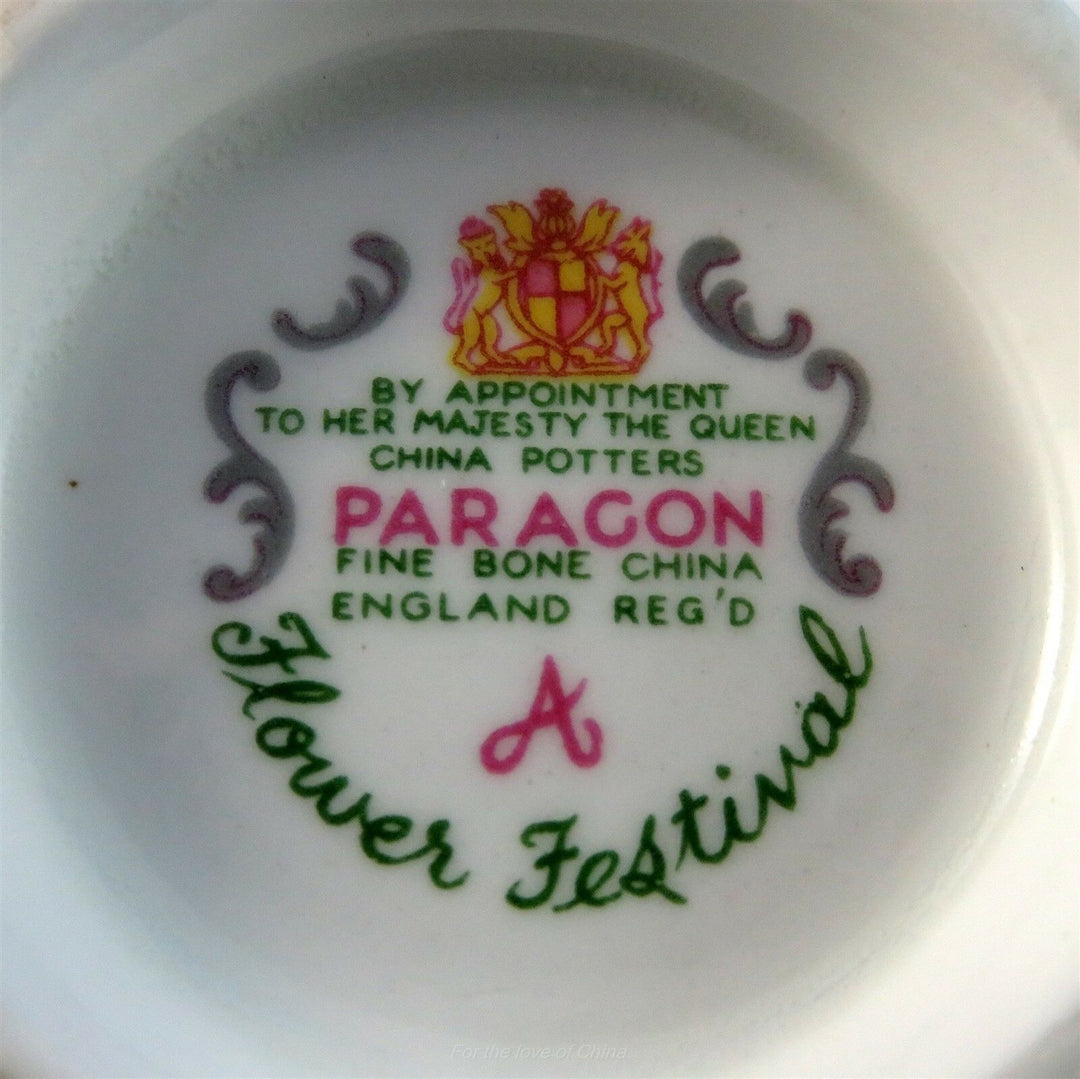 BY APPOINTMENT
TO HER MAJESTY THE QUEEN
CHINA POTTERS
PARAGON
FINE BONE CHINA
ENGLAND REG'D
A
Flower Festival
For the love of China